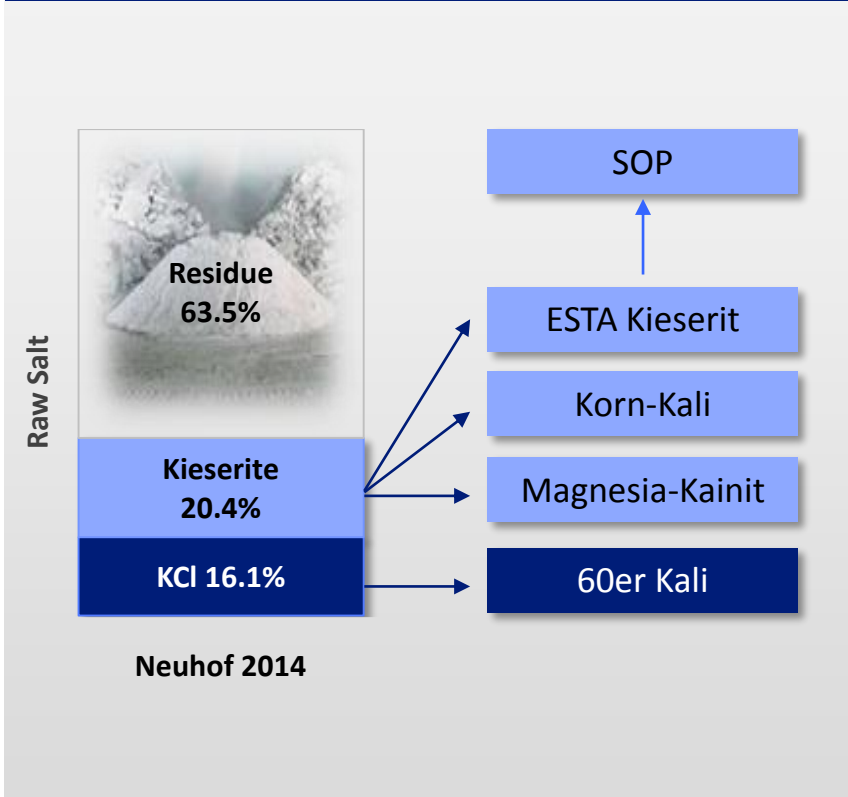 Raw Salt
Residue
63.5%
Kieserite
20.4%
KCl 16.1%
Neuhof 2014
SOP
ESTA Kieserit
Korn-Kali
Magnesia-Kainit
60er Kali